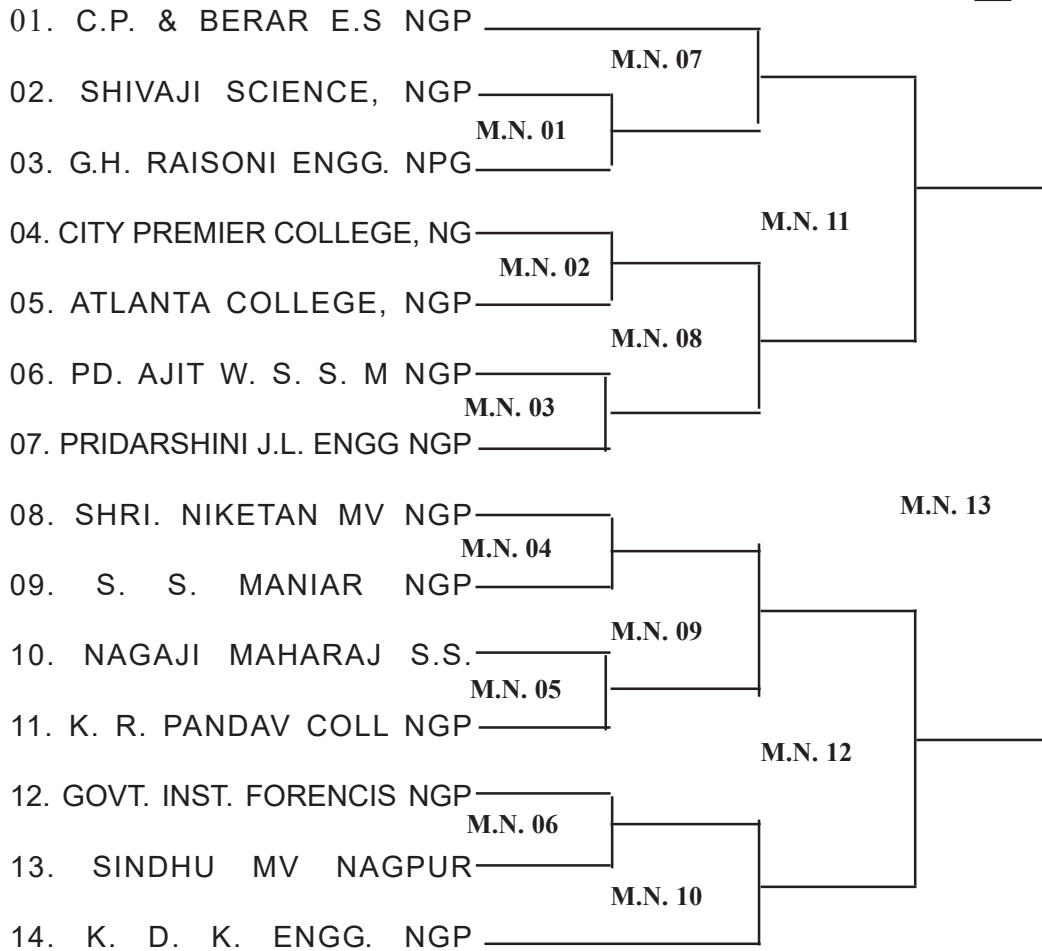 01. C.P. & BERAR E.S NGP
M.N. 07
02. SHIVAJI SCIENCE, NGP
M.N. 01
03. G.H. RAISONI ENGG. NPG
M.N. 11
04. CITY PREMIER COLLEGE, NG
M.N. 02
05. ATLANTA COLLEGE, NGP
M.N. 08
06. PD. AJIT W. S. S. M NGP
M.N. 03
07. PRIDARSHINI J.L. ENGG NGP
M.N. 13
08. SHRI. NIKETAN MV NGP
M.N. 04
09. S. S. MANIAR NGP
M.N. 09
10. NAGAJI MAHARAJ S.S.
M.N. 05
11. K. R. PANDAV COLL NGP
M.N. 12
12. GOVT. INST. FORENCIS NGP
M.N. 06
13. SINDHU MV NAGPUR
M.N. 10
14. K. D. K. ENGG. NGP